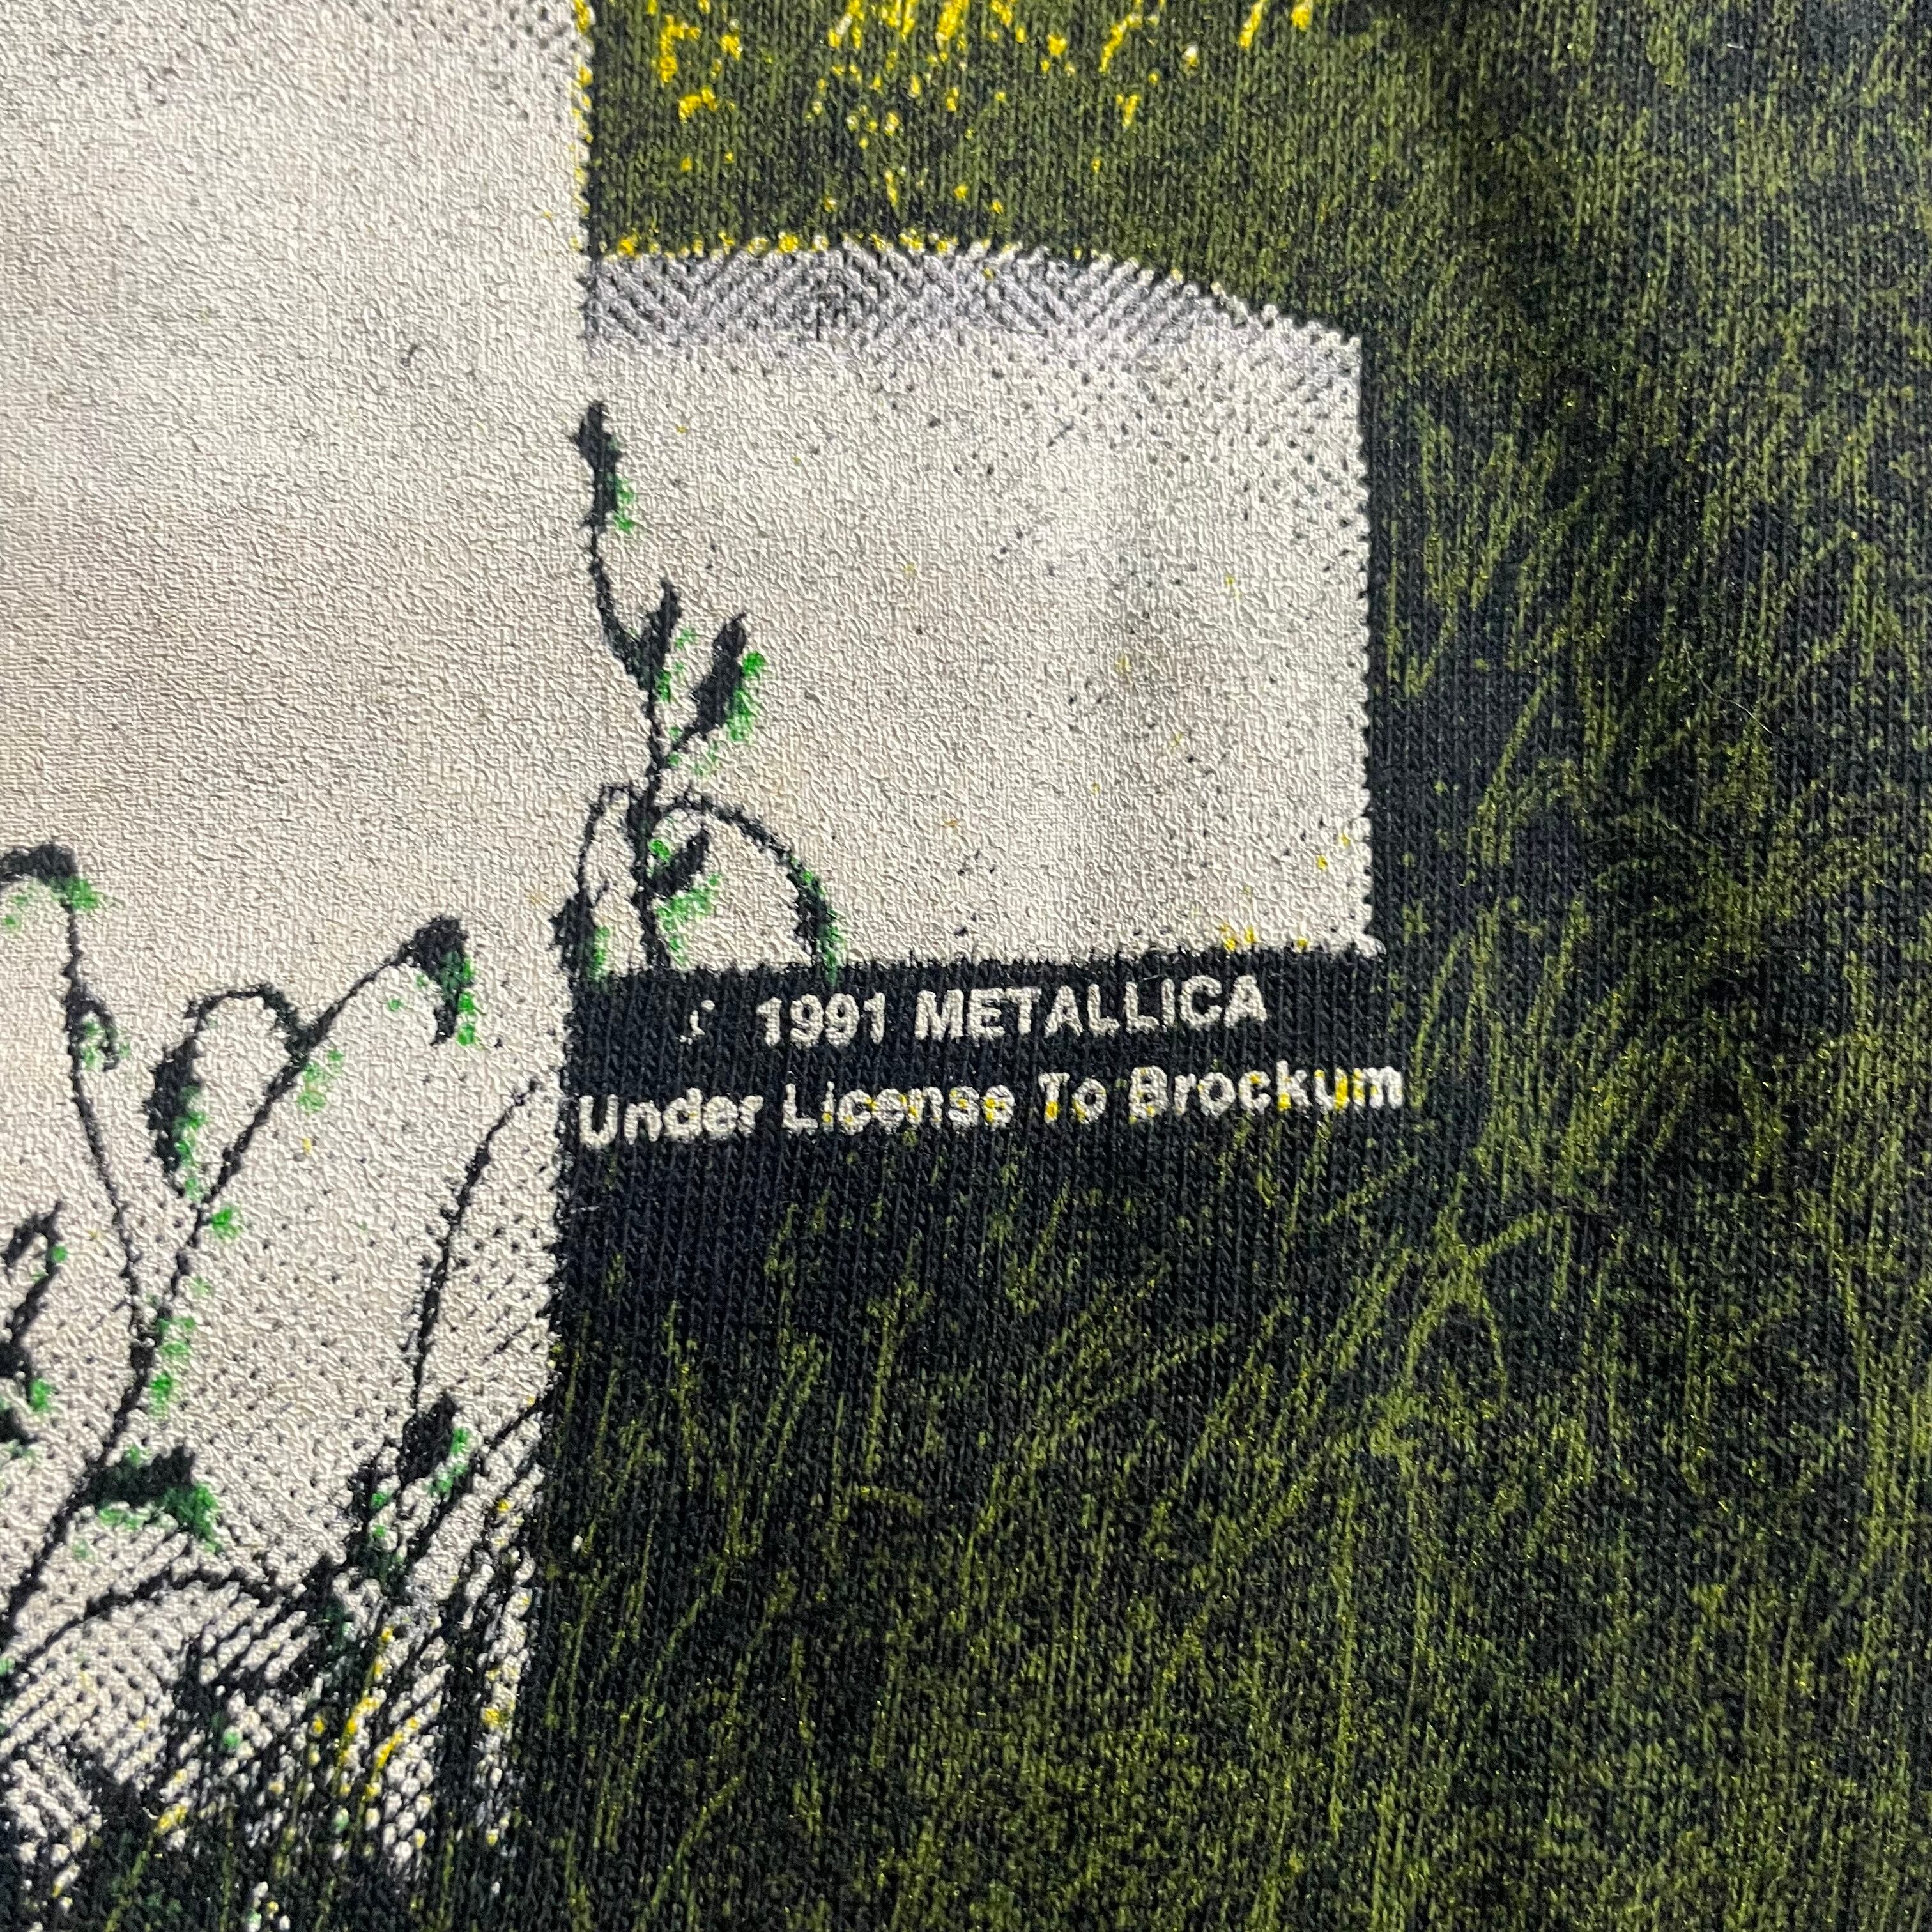 1991 METALLICA
Under License To Brockum